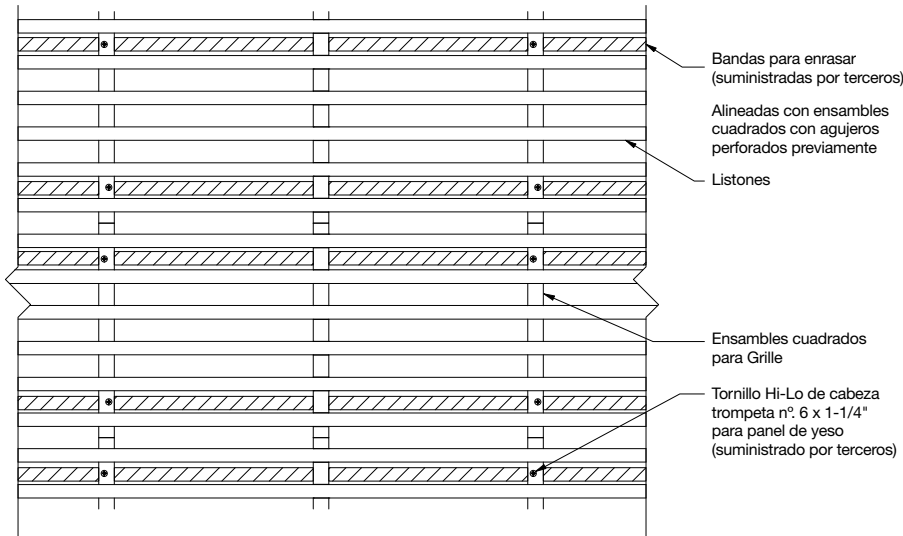 Bandas para enrasar
(suministradas por terceros)
Alineadas con ensambles
cuadrados con agujeros
perforados previamente
Listones
Ensambles cuadrados
para Grille
Tornillo Hi-Lo de cabeza
trompeta nº. 6 x 1-1/4"
para panel de yeso
(suministrado por terceros)